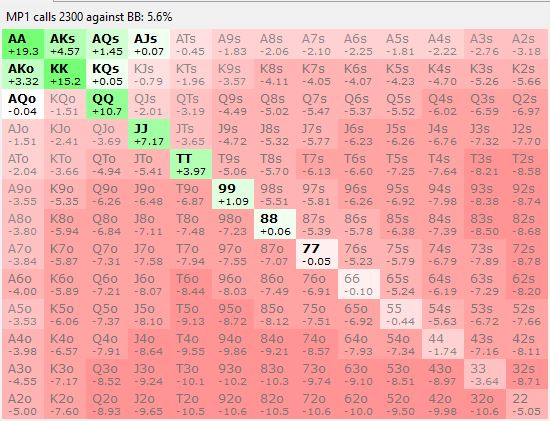 MP1 calls 2300 against BB: 5.6%
AA AKs AQs AJs ATs A9s A8s A7s A6s A5s A4s A3s A2s
+19.3 +4.57 +1.45 +0.07 -0.45 -1.83 -2.06 -2.10 -2.25 -1.81 -2.22 -2.76 -3.18
AKo KK KQs KJs KTs K9s K8s K7s K6s K5s K4s K3s K2s
+3.32 +15.2 +0.05 -0.79 -1.96 -3.57 -4.11 -4.05 -4.07 -4.23 -4.70 -5.26 -5.66
AQo KQo QQ QJs QTs Q9s Q8s Q7s Q6s Q5s Q4s Q3s Q2s
-0.04 -1.51 +10.7 -2.01 -3.19 -4.49 -5.02 -5.47 -5.37 -5.52 -6.02 -6.59 -6.97
AJo KJo QJo JJ JTs J9s J8s J7s J6s J5s J4s J3s J2s
-1.51 -2.41 -3.69 +7.17 -3.65 -4.72 -5.32 -5.77 -6.23 -6.26 -6.76 -7.32 -7.70
ATo KTo QTo JTo TT T9s T8s T7s T6s T5s T4s T3s T2s
-2.04 -3.66 -4.94 -5.41 +3.97 -5.06 -5.70 -6.13 -6.60 -7.25 -7.64 -8.21 -8.58
A9o K9o Q9o J9o T9o 99 98s 97s 96s 95s 94s 93s 92s
-3.55 -5.35 -6.26 -6.48 -6.87 +1.09 -5.51 -5.81 -6.26 -6.92 -7.98 -8.38 -8.74
A8o K8o Q8o J8o T8o 98o 88 87s 86s 85s 84s 83s 82s
-3.80 -5.94 -6.84 -7.11 -7.48 -7.23 +0.06 -5.39 -5.78 -6.38 -7.39 -8.50 -8.68
A7o K7o Q7o J7o T7o 97o 87o 77 76s 75s 74s 73s 72s
-3.84 -5.87 -7.31 -7.58 -7.94 -7.55 -7.07 -0.05 -5.23 -5.79 -6.79 -7.89 -8.78
A6o K6o Q6o J6o T6o 96o 86o 76o 66 65s 64s 63s 62s
-4.00 -5.89 -7.21 -8.07 -8.44 -8.03 -7.49 -6.91 -0.10 -5.24 -6.19 -7.29 -8.20
A5o K5o Q5o J5o T5o 95o 85o 75o 65o 55 54s 53s 52s
-3.53 -6.06 -7.37 -8.10 -9.13 -8.72 -8.12 -7.51 -6.92 -0.44 -5.63 -6.72 -7.66
A4o K4o Q4o J4o T4o 94o 84o 74o 64o 54o 44 43s 42s
-3.98 -6.57 -7.91 -8.64 -9.55 -9.86 -9.21 -8.57 -7.93 -7.34 -1.74 -7.16 -8.11
A3o K3o Q3o J3o T3o 93o 83o 73o 63o 53o 43o 33 32s
-4.55 -7.17 -8.52 -9.24 -10.1 -10.2 -10.3 -9.74 -9.10 -8.51 -8.97 -3.64 -8.71
A2o K2o Q2o J2o T2o 92o 82o 72o 62o 52o 42o 32o 22
-5.00 -7.60 -8.93 -9.65 -10.5 -10.6 -10.5 -10.6 -10.0 -9.50 -9.98 -10.6 -5.05